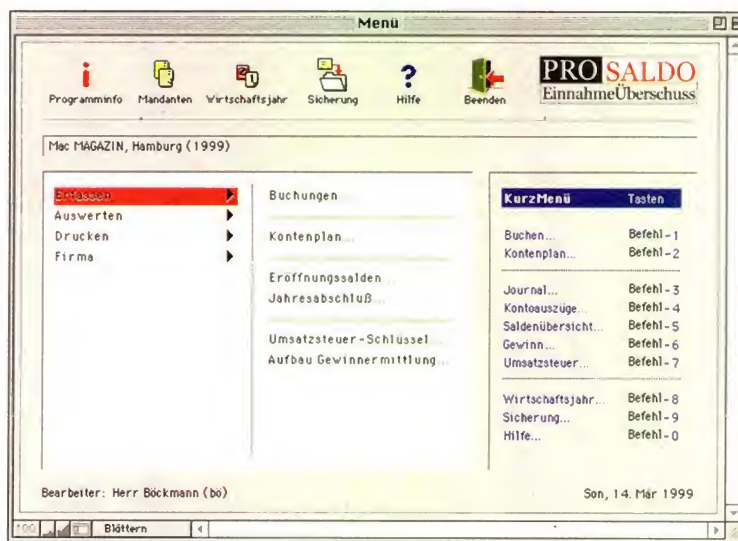 Menü
Programminfo Mandanten Wirtschaftsjahr Sicherung Hilfe Beenden
PRO SALDO
EinnahmeÜberschuss
Mac MAGAZIN, Hamburg (1999)
Erfassen
Auswerten
Drucken
Firma
Buchungen
Kontenplan...
Eröffnungssalden
Jahresabschluß...
Umsatzsteuer-Schlüssel...
Aufbau Gewinnermittlung...
KurzMenü Tasten
Buchen... Befehl-1
Kontenplan... Befehl-2
Journal... Befehl-3
Kontoauszüge... Befehl-4
Saldenübersicht... Befehl-5
Gewinn... Befehl-6
Umsatzsteuer... Befehl-7
Wirtschaftsjahr... Befehl-8
Sicherung... Befehl-9
Hilfe... Befehl-0
Bearbeiter: Herr Böckmann (bö)
Son, 14. Mär 1999
100 Blättern